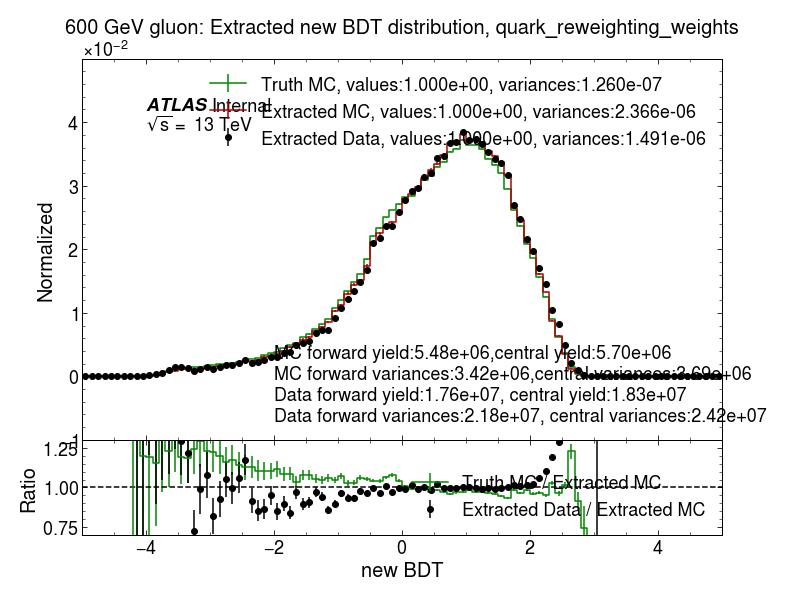 600 GeV gluon: Extracted new BDT distribution, quark_reweighting_weights
×10⁻²
Truth MC, values:1.000e+00, variances:1.260e-07
ATLAS Internal
Extracted MC, values:1.000e+00, variances:2.366e-06
√s = 13 TeV
Extracted Data, values:1.000e+00, variances:1.491e-06
4
3
2
1
0
Normalized
MC forward yield:5.48e+06,central yield:5.70e+06
MC forward variances:3.42e+06,central variances:3.69e+06
Data forward yield:1.76e+07, central yield:1.83e+07
Data forward variances:2.18e+07, central variances:2.42e+07
1.25
1.00
0.75
Ratio
Truth MC / Extracted MC
Extracted Data / Extracted MC
−4 −2 0 2 4
new BDT